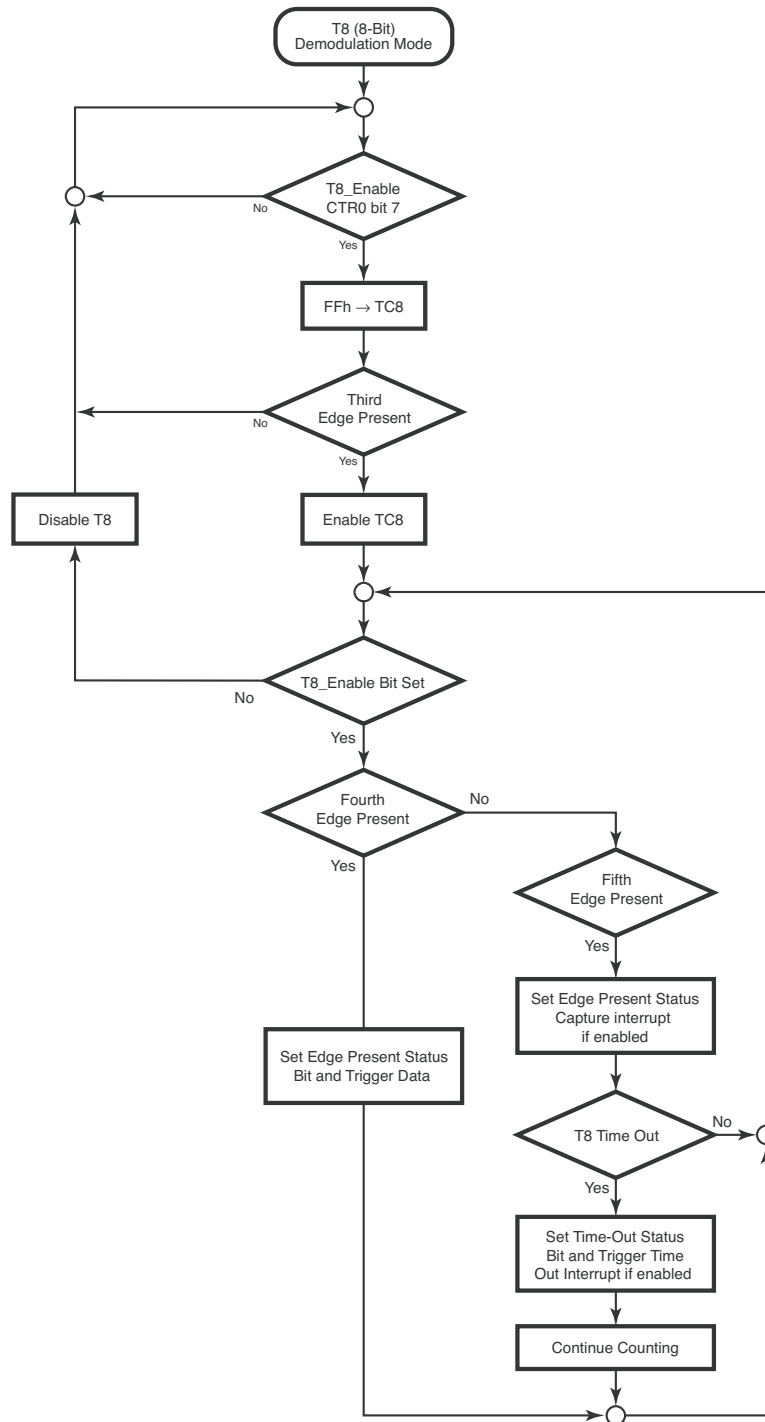 T8 (8-Bit)
Demodulation Mode
T8_Enable
CTR0 bit 7
No
Yes
FFh → TC8
Third
Edge Present
No
Yes
Disable T8
Enable TC8
T8_Enable Bit Set
No
Yes
Fourth
Edge Present
No
Yes
Fifth
Edge Present
Yes
Set Edge Present Status
Capture interrupt
if enabled
Set Edge Present Status
Bit and Trigger Data
T8 Time Out
No
Yes
Set Time-Out Status
Bit and Trigger Time
Out Interrupt if enabled
Continue Counting